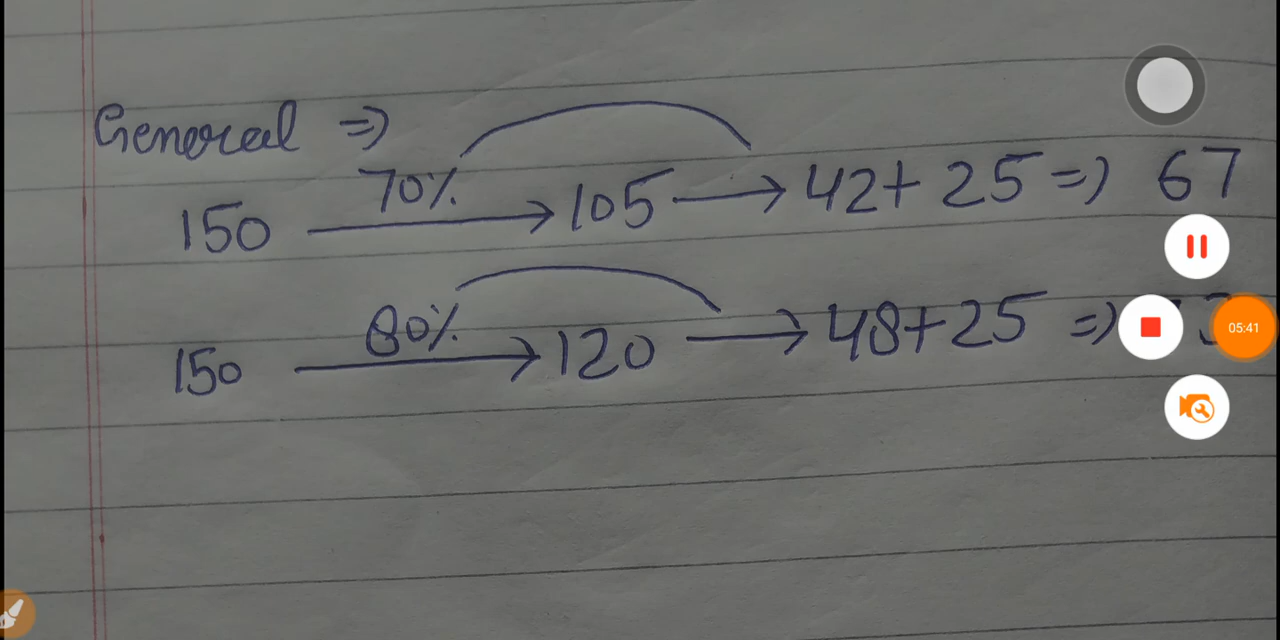 General =>
70%
150 → 105 → 42 + 25 => 67
80%
150 → 120 → 48 + 25 =>
05:41